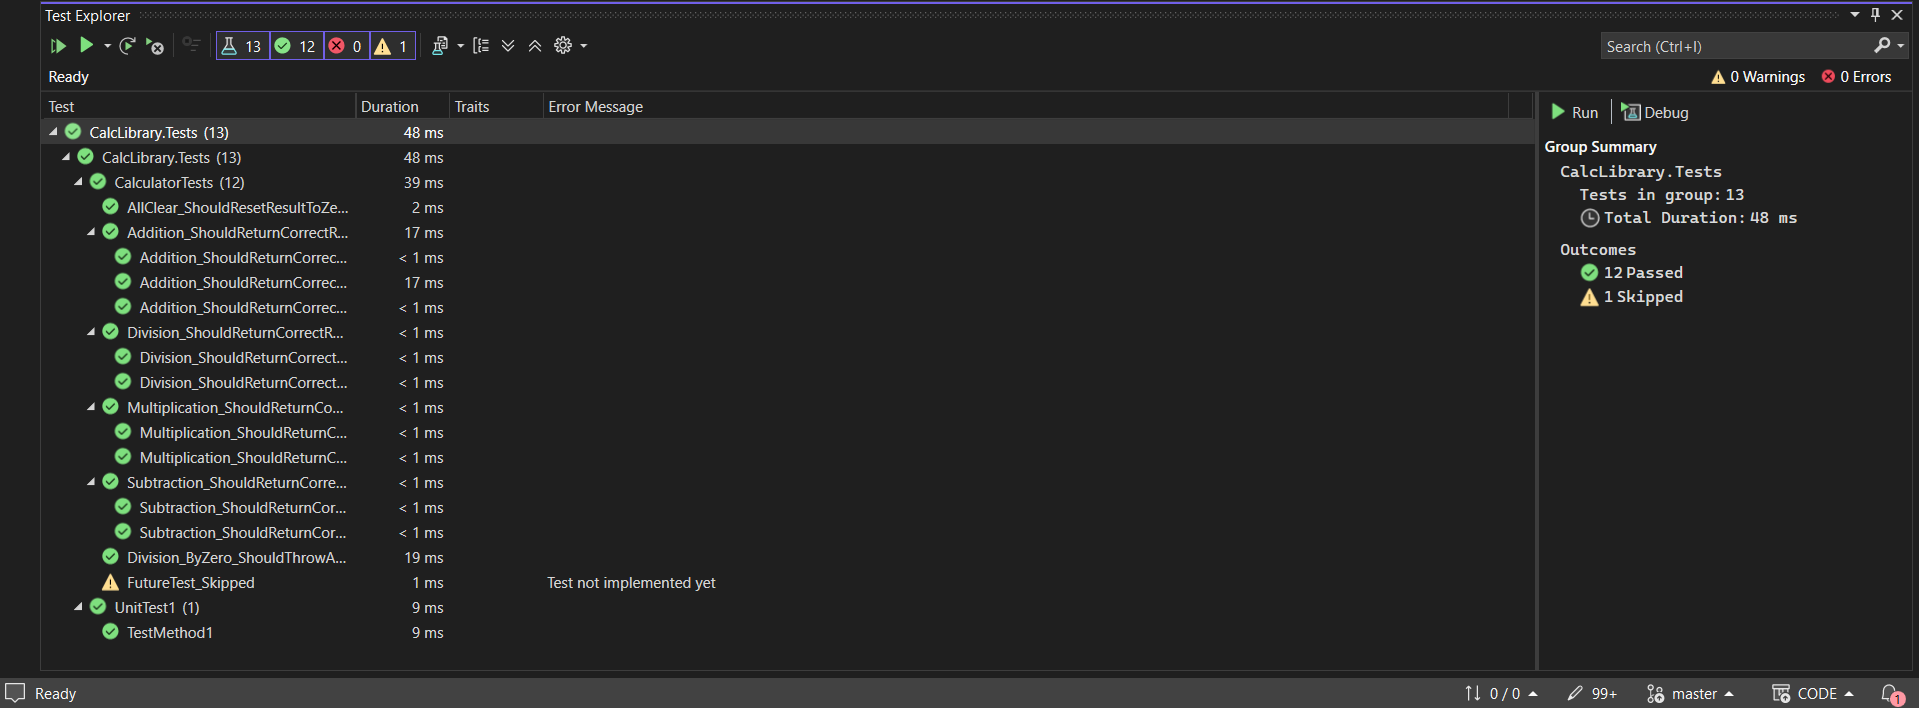 Test Explorer
13 12 0 1
Search (Ctrl+I)
Ready
0 Warnings 0 Errors
Test Duration Traits Error Message
CalcLibrary.Tests (13) 48 ms
CalcLibrary.Tests (13) 48 ms
CalculatorTests (12) 39 ms
AllClear_ShouldResetResultToZe... 2 ms
Addition_ShouldReturnCorrectR... 17 ms
Addition_ShouldReturnCorrec... < 1 ms
Addition_ShouldReturnCorrec... 17 ms
Addition_ShouldReturnCorrec... < 1 ms
Division_ShouldReturnCorrectR... < 1 ms
Division_ShouldReturnCorrect... < 1 ms
Division_ShouldReturnCorrect... < 1 ms
Multiplication_ShouldReturnCo... < 1 ms
Multiplication_ShouldReturnC... < 1 ms
Multiplication_ShouldReturnC... < 1 ms
Subtraction_ShouldReturnCorre... < 1 ms
Subtraction_ShouldReturnCor... < 1 ms
Subtraction_ShouldReturnCor... < 1 ms
Division_ByZero_ShouldThrowA... 19 ms
FutureTest_Skipped 1 ms Test not implemented yet
UnitTest1 (1) 9 ms
TestMethod1 9 ms
Run Debug
Group Summary
CalcLibrary.Tests
Tests in group: 13
Total Duration: 48 ms
Outcomes
12 Passed
1 Skipped
Ready
0 / 0 99+ master CODE 1